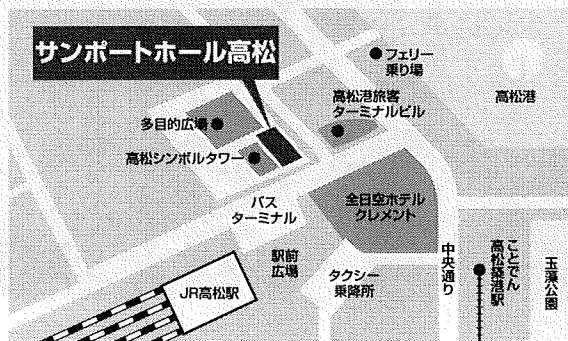 サンポートホール高松
フェリー
乗り場
高松港
高松港旅客
ターミナルビル
多目的広場
高松シンボルタワー
バス
ターミナル
全日空ホテル
クレメント
駅前
広場
タクシー
乗降所
JR高松駅
中央通り
ことでん
高松築港駅
玉藻公園